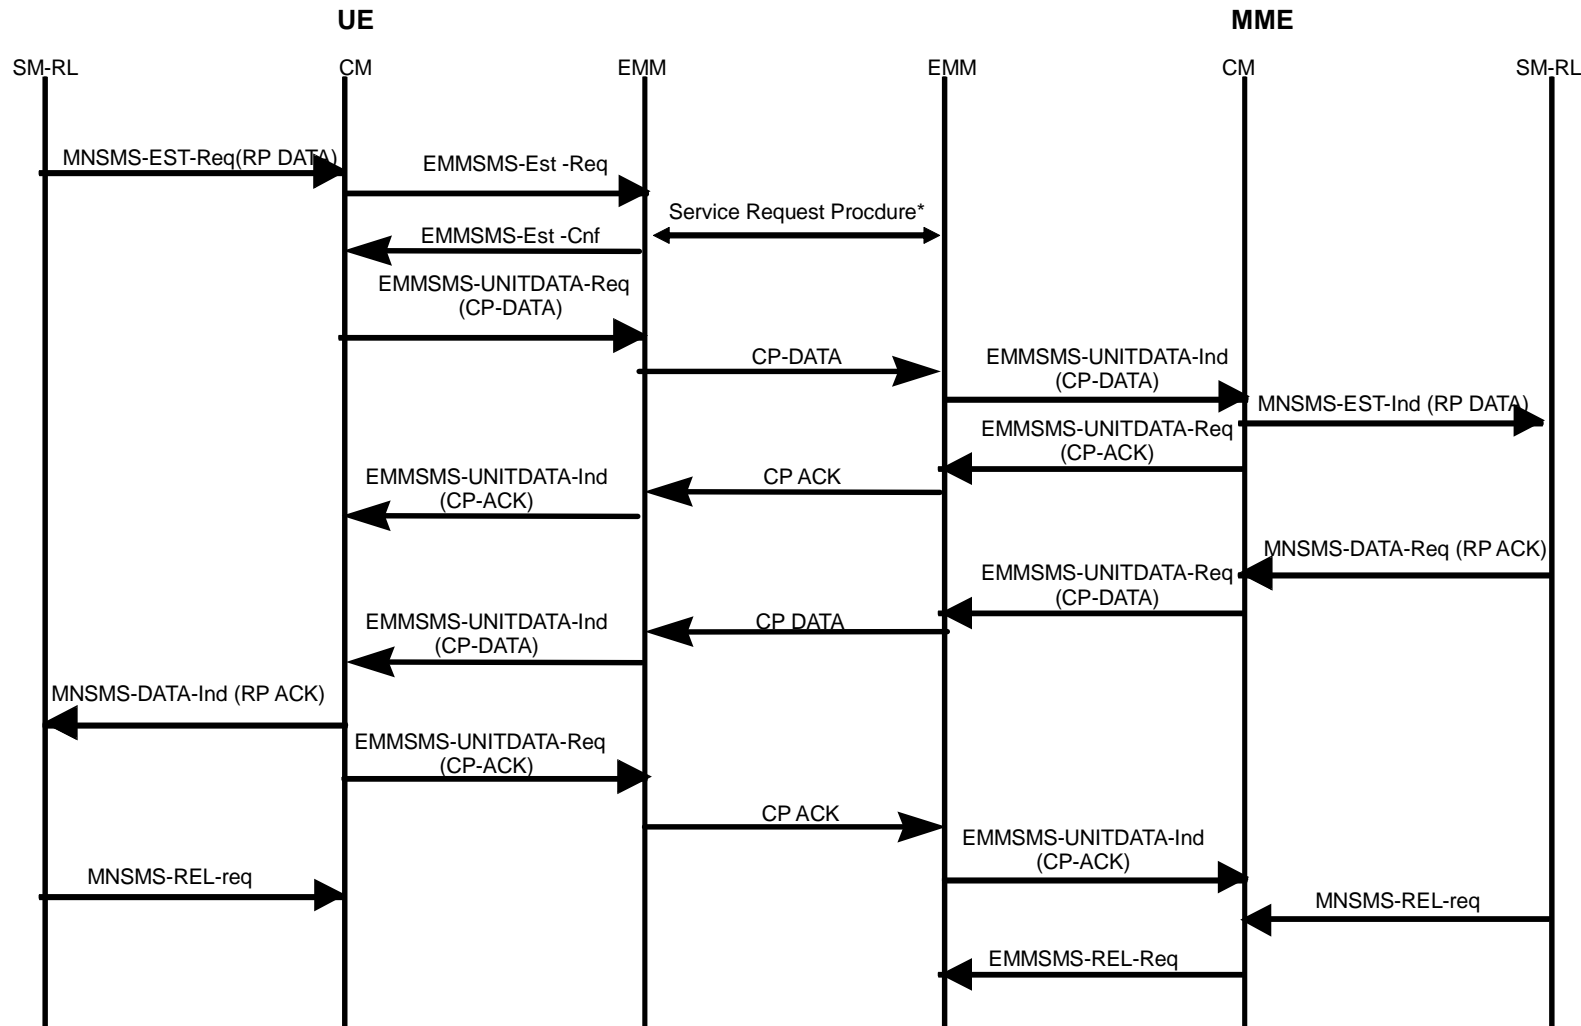 UE
MME
SM-RL
CM
EMM
EMM
CM
SM-RL
MNSMS-EST-Req(RP DATA)
EMMSMS-Est -Req
Service Request Procdure*
EMMSMS-Est -Cnf
EMMSMS-UNITDATA-Req
(CP-DATA)
CP-DATA
EMMSMS-UNITDATA-Ind
(CP-DATA)
MNSMS-EST-Ind (RP DATA)
EMMSMS-UNITDATA-Req
(CP-ACK)
CP ACK
EMMSMS-UNITDATA-Ind
(CP-ACK)
MNSMS-DATA-Req (RP ACK)
EMMSMS-UNITDATA-Req
(CP-DATA)
CP DATA
EMMSMS-UNITDATA-Ind
(CP-DATA)
MNSMS-DATA-Ind (RP ACK)
EMMSMS-UNITDATA-Req
(CP-ACK)
CP ACK
EMMSMS-UNITDATA-Ind
(CP-ACK)
MNSMS-REL-req
MNSMS-REL-req
EMMSMS-REL-Req